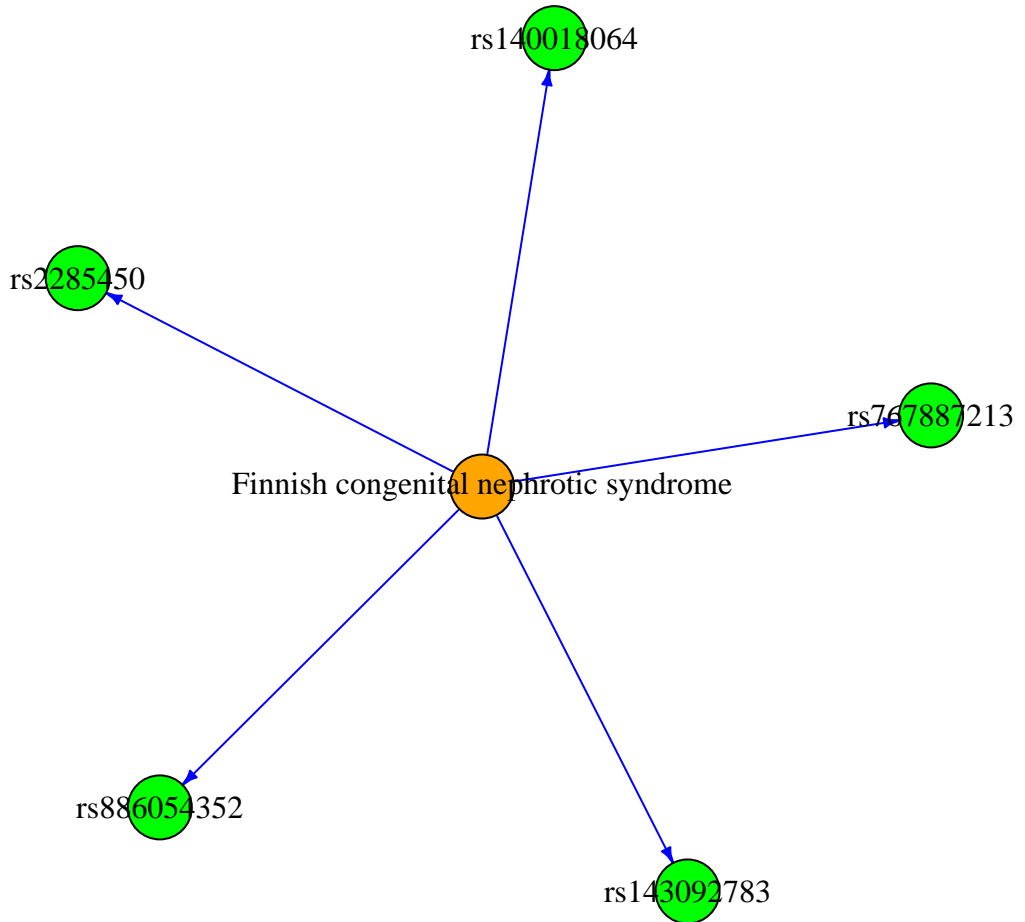 rs140018064
rs2285450
rs767887213
Finnish congenital nephrotic syndrome
rs886054352
rs143092783